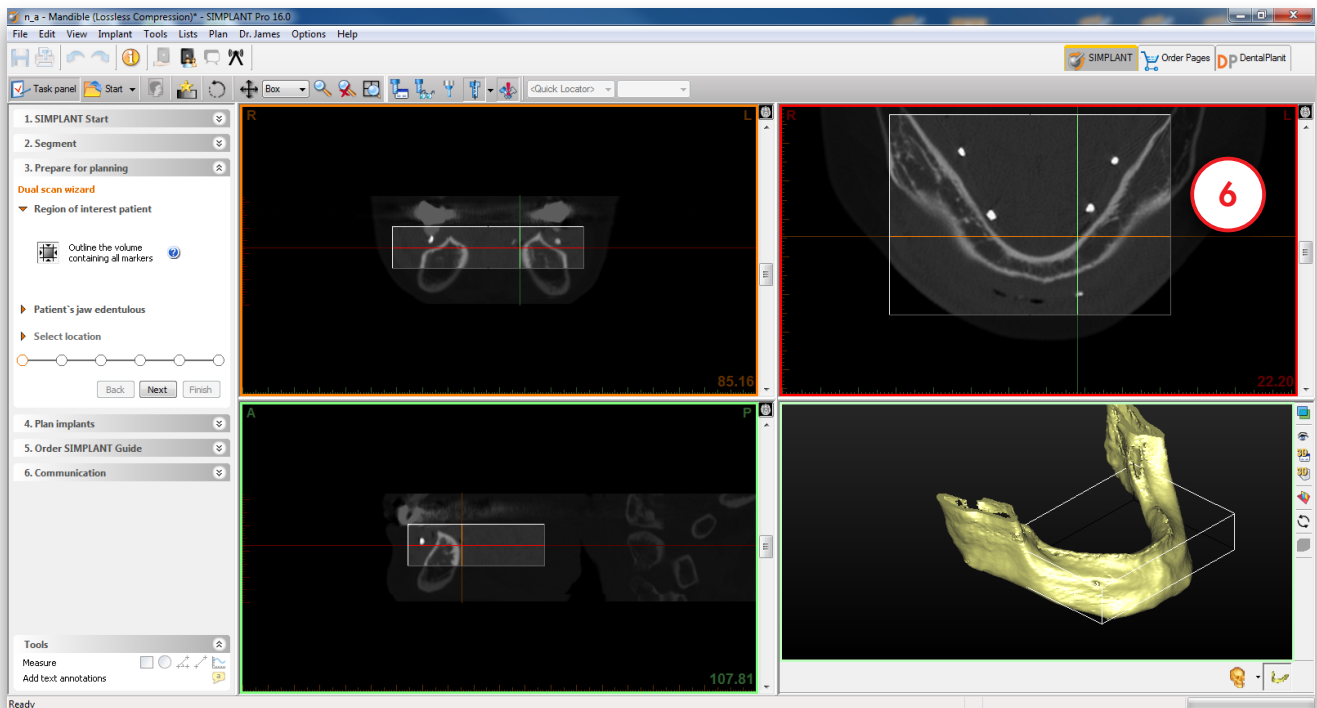 n_a - Mandible (Lossless Compression)* - SIMPLANT Pro 16.0
File Edit View Implant Tools Lists Plan Dr. James Options Help
SIMPLANT Order Pages DP DentalPlanit
Task panel Start Box <Quick Locator>
1. SIMPLANT Start
2. Segment
3. Prepare for planning
Dual scan wizard
Region of interest patient
Outline the volume
containing all markers
Patient`s jaw edentulous
Select location
Back Next Finish
4. Plan implants
5. Order SIMPLANT Guide
6. Communication
Tools
Measure
Add text annotations
Ready
R L
85.16
R L
6
22.20
A P
107.81
3D
3D